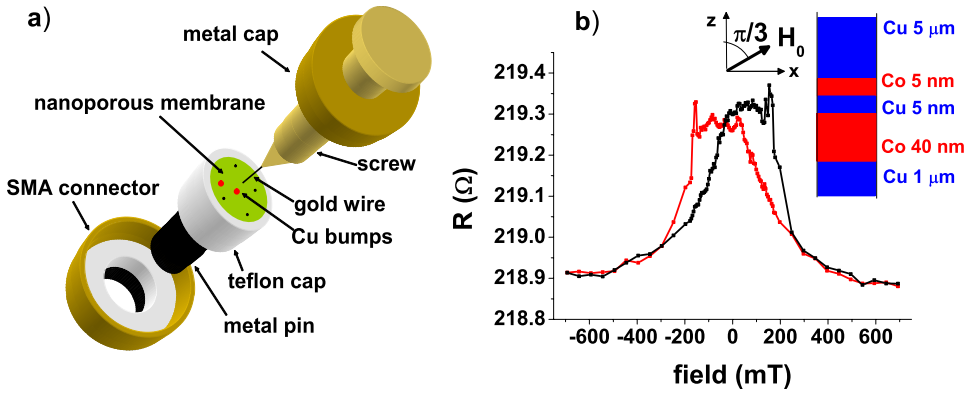 a)
metal cap
nanoporous membrane
screw
SMA connector
gold wire
Cu bumps
teflon cap
metal pin
b)
z
π/3
H0
x
Cu 5 μm
Co 5 nm
Cu 5nm
Co 40 nm
Cu 1 μm
R (Ω)
219.4
219.3
219.2
219.1
219.0
218.9
218.8
-600 -400 -200 0 200 400 600
field (mT)